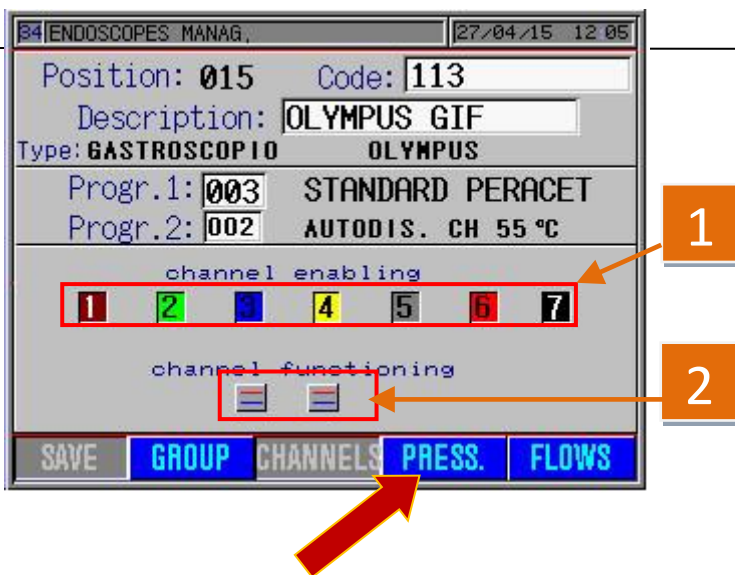 34 ENDOSCOPES MANAG. 27/04/15 12:05
Position: 015 Code: 113
Description: OLYMPUS GIF
Type: GASTROSCOPIO OLYMPUS
Progr.1: 003 STANDARD PERACET
Progr.2: 002 AUTODIS. CH 55 ºC
channel enabling
1 2 3 4 5 6 7
channel functioning
SAVE GROUP CHANNELS PRESS. FLOWS
1
2